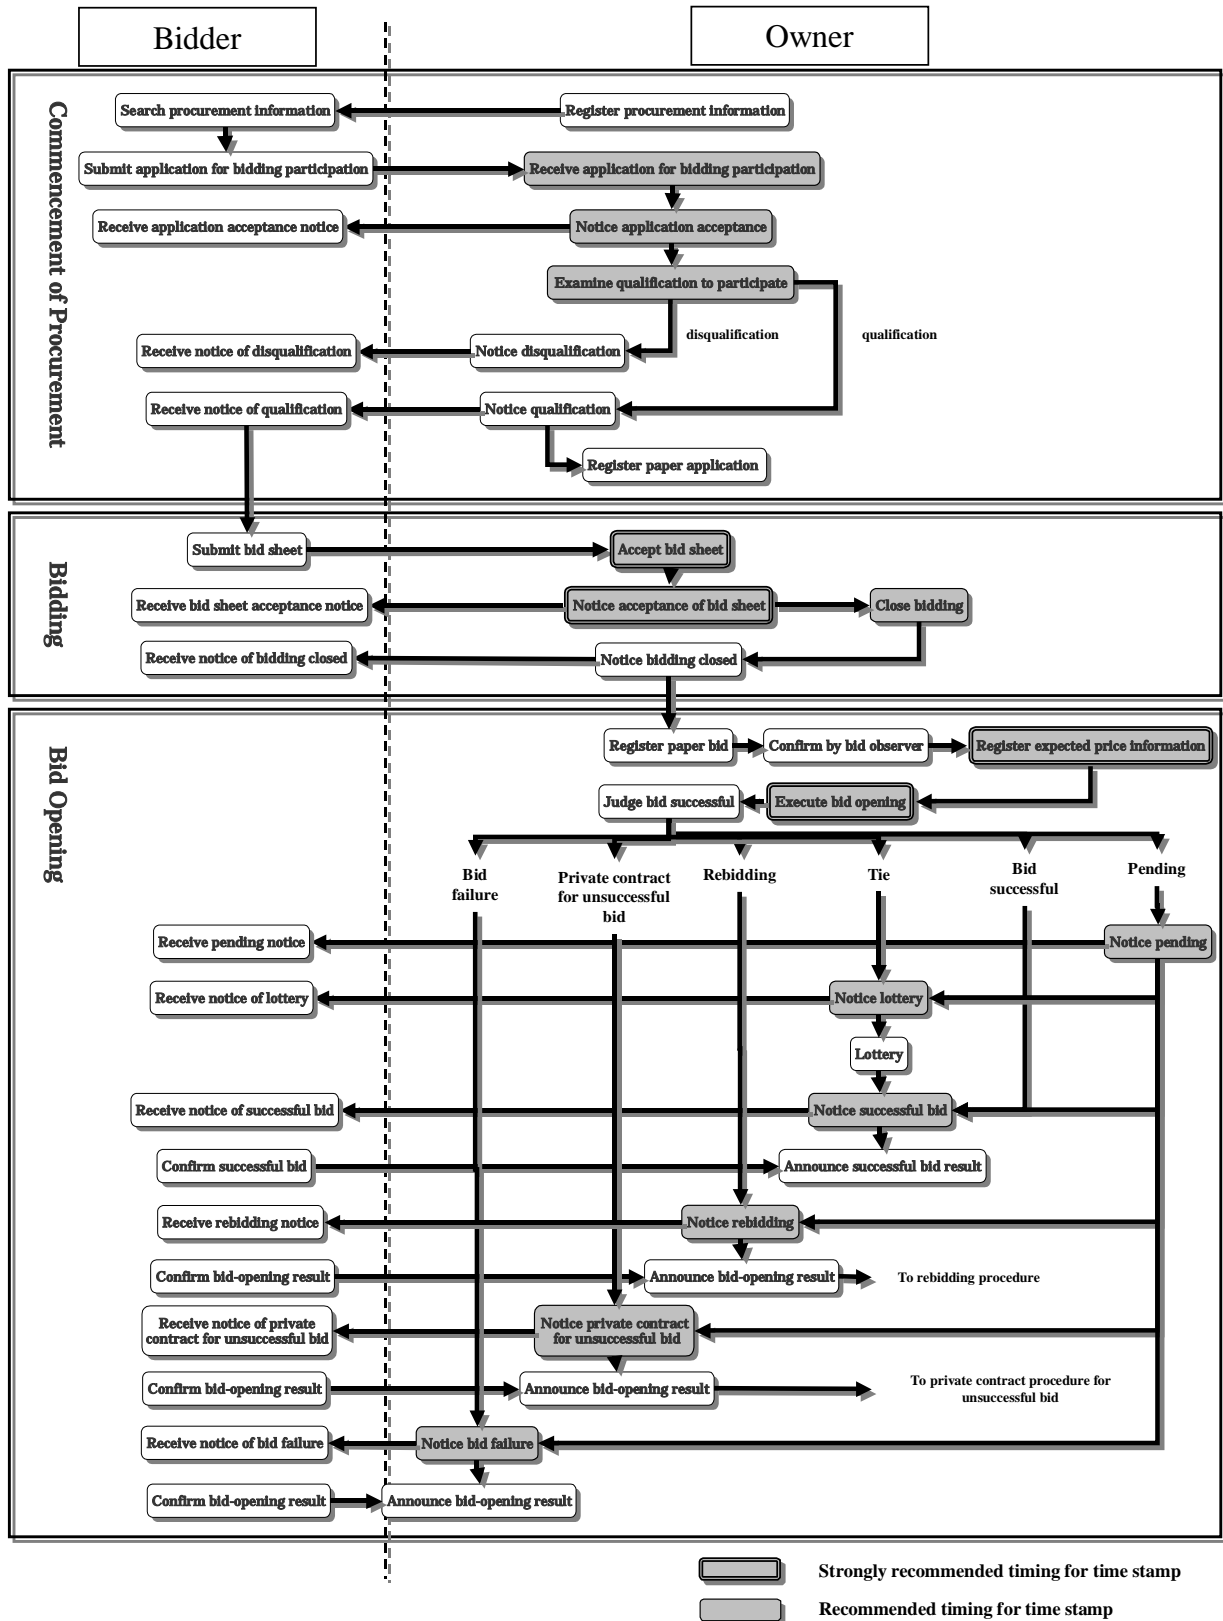 Bidder
Owner
Commencement of Procurement
Search procurement information
Register procurement information
Submit application for bidding participation
Receive application for bidding participation
Receive application acceptance notice
Notice application acceptance
Examine qualification to participate
disqualification
qualification
Receive notice of disqualification
Notice disqualification
Receive notice of qualification
Notice qualification
Register paper application
Bidding
Submit bid sheet
Accept bid sheet
Receive bid sheet acceptance notice
Notice acceptance of bid sheet
Close bidding
Receive notice of bidding closed
Notice bidding closed
Bid Opening
Register paper bid
Confirm by bid observer
Register expected price information
Judge bid successful
Execute bid opening
Bid
failure
Private contract
for unsuccessful
bid
Rebidding
Tie
Bid
successful
Pending
Receive pending notice
Notice pending
Receive notice of lottery
Notice lottery
Lottery
Receive notice of successful bid
Notice successful bid
Confirm successful bid
Announce successful bid result
Receive rebidding notice
Notice rebidding
Confirm bid-opening result
Announce bid-opening result
To rebidding procedure
Receive notice of private
contract for unsuccessful bid
Notice private contract
for unsuccessful bid
Confirm bid-opening result
Announce bid-opening result
To private contract procedure for
unsuccessful bid
Receive notice of bid failure
Notice bid failure
Confirm bid-opening result
Announce bid-opening result
Strongly recommended timing for time stamp
Recommended timing for time stamp